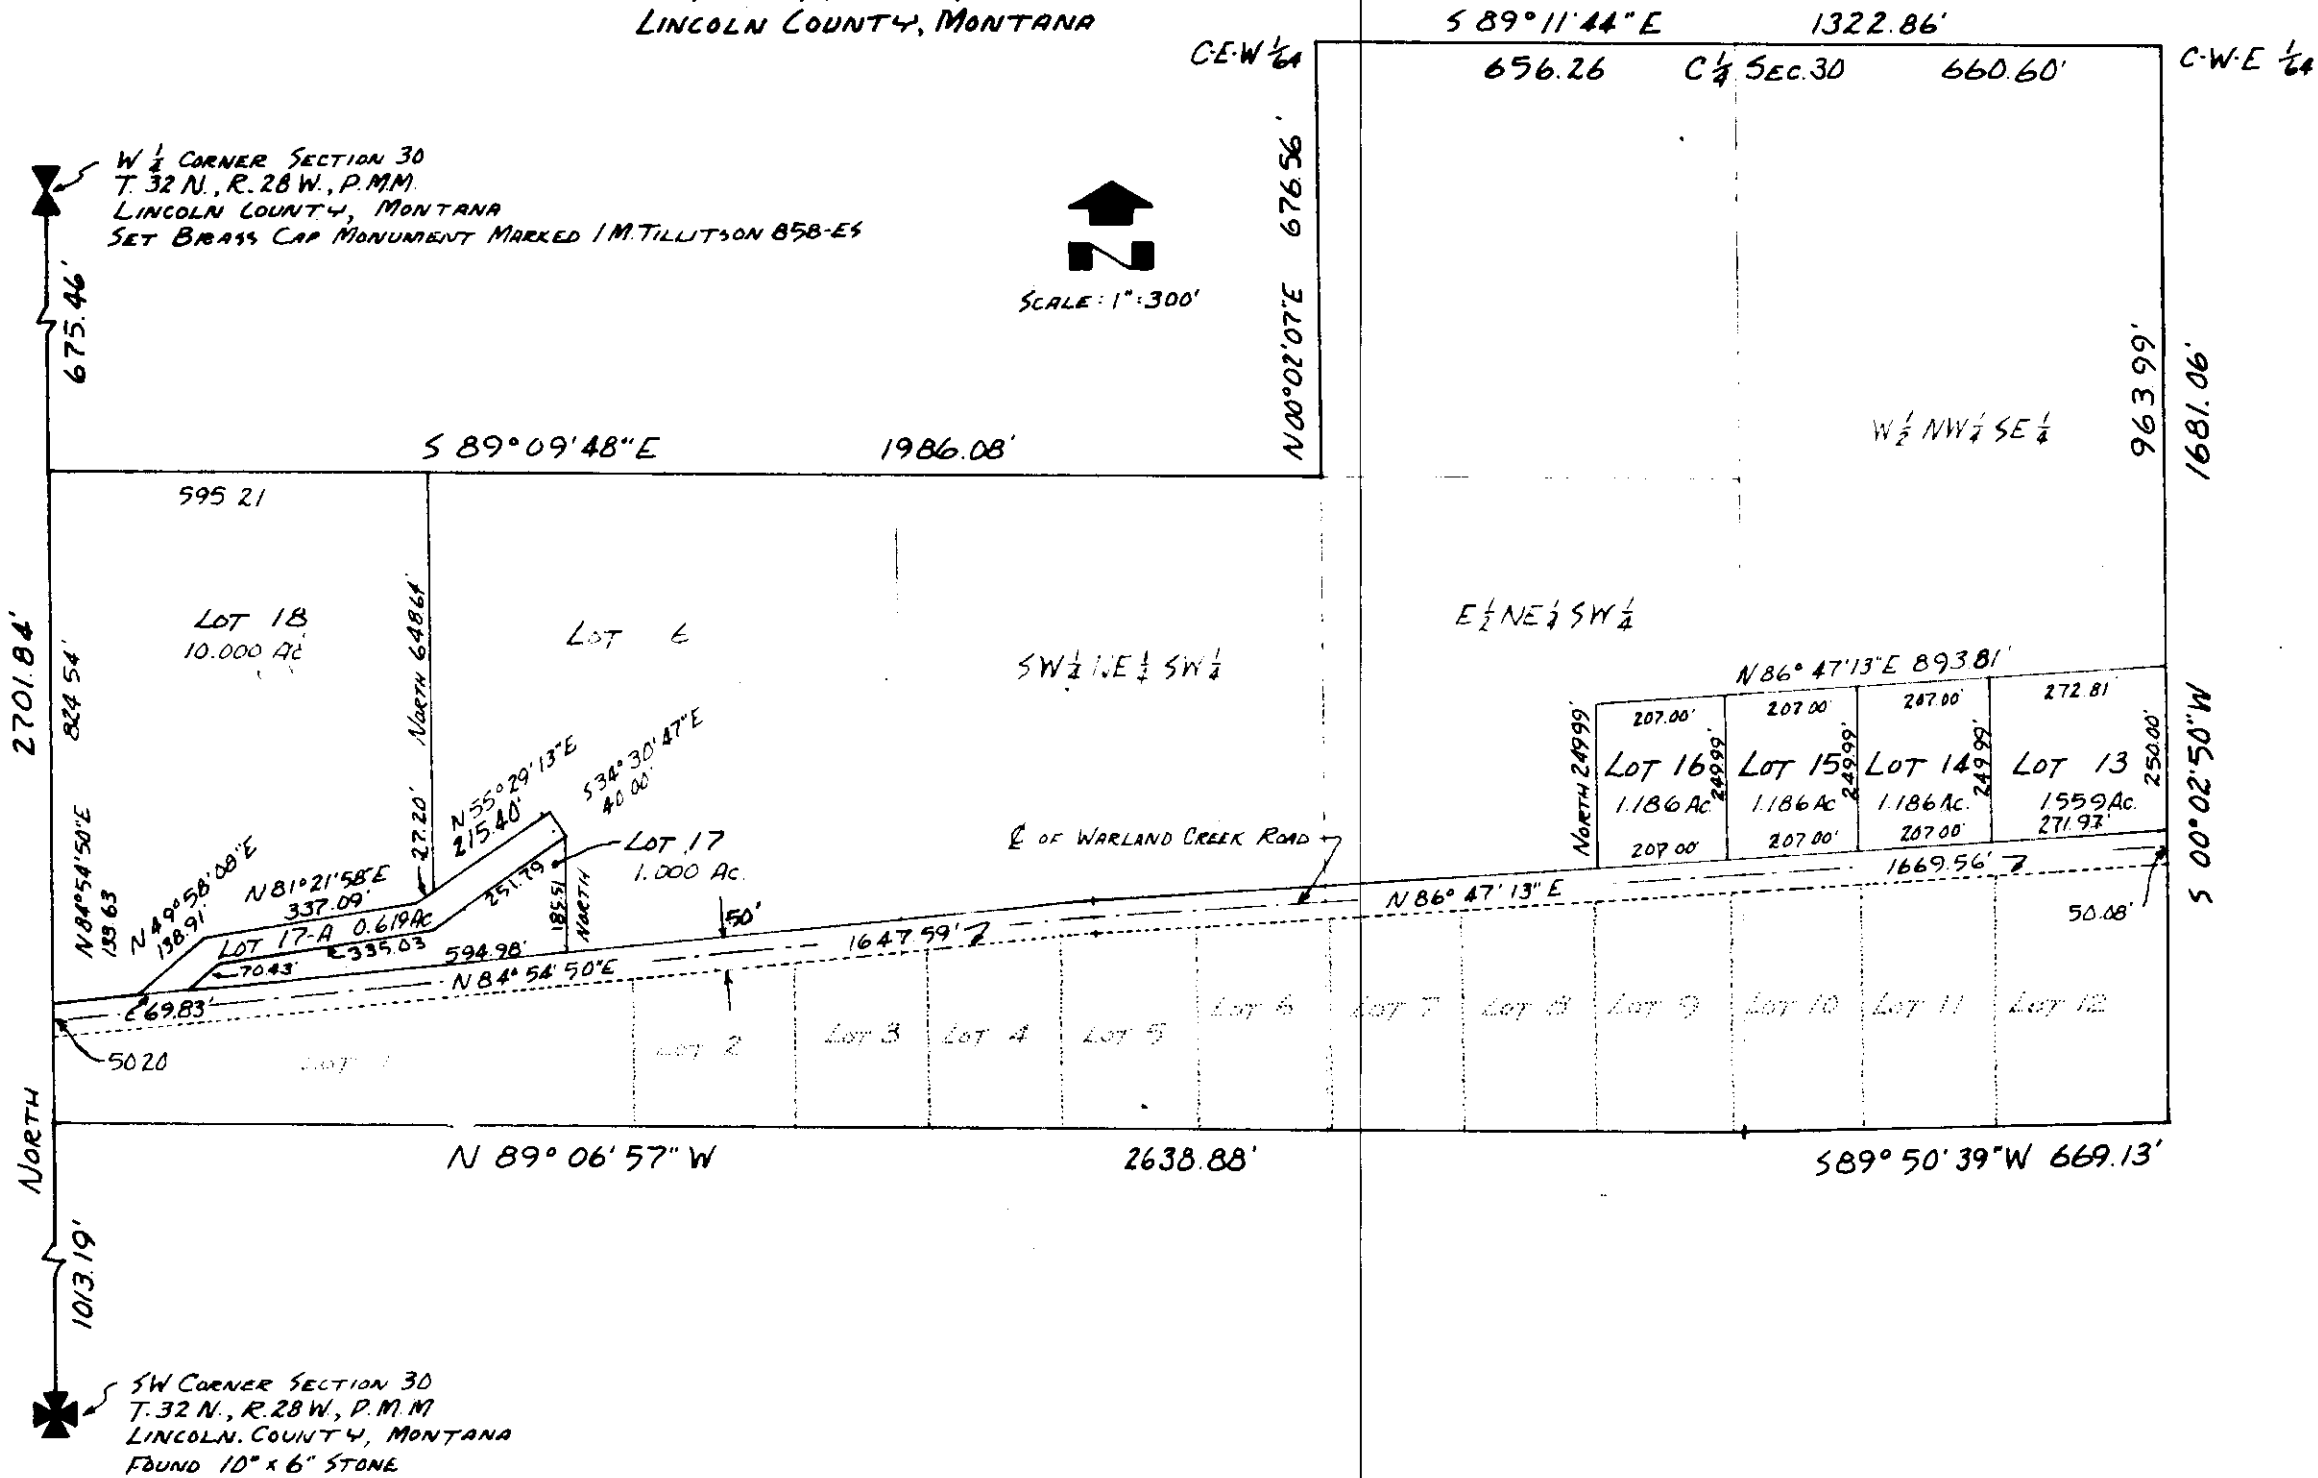 LINCOLN COUNTY, MONTANA
S 89° 11' 44" E 1322.86'
C-E-W 1/64
656.26 C 1/4 SEC. 30 660.60'
C-W-E 1/64
W 1/4 CORNER SECTION 30
T. 32 N., R. 28 W., P.M.M.
LINCOLN COUNTY, MONTANA
SET BRASS CAP MONUMENT MARKED I M. TILLITSON 858-ES
675.46'
N
SCALE: 1":300'
N 00° 02' 07" E 676.56'
963.99'
1681.06'
W 1/2 NW 1/4 SE 1/4
S 89° 09' 48" E 1986.08'
595 21
LOT 18
10.000 Ac
NORTH 648.64'
LOT 6
SW 1/4 NE 1/4 SW 1/4
E 1/2 NE 1/4 SW 1/4
2701.84'
824 54'
N 86° 47' 13" E 893.81'
207.00' 207 00' 207.00' 272 81'
NORTH 249 99'
LOT 16 249.99' LOT 15 249.99' LOT 14 249 99' LOT 13 250.00'
1.186 Ac 1.186 Ac 1.186 Ac. 1559 Ac.
207 00' 207 00' 207 00' 271.97'
S 00° 02' 50" W
N 55° 29' 13" E
215.40'
S 34° 30' 47" E
40 00'
27.20'
LOT 17
1.000 Ac.
℄ OF WARLAND CREEK ROAD
N 84° 54' 50" E
133 63
N 49° 58' 08" E
138.91'
N 81° 21' 58" E
337.09'
LOT 17-A 0.619 Ac
251.79
185.51
NORTH
70.43'
335.03
594.98'
N 84° 54' 50" E
50'
1647.59'
N 86° 47' 13" E
1669.56'
50.08'
69.83'
5020
LOT 1 LOT 2 LOT 3 LOT 4 LOT 5 LOT 6 LOT 7 LOT 8 LOT 9 LOT 10 LOT 11 LOT 12
NORTH
N 89° 06' 57" W 2638.88'
S 89° 50' 39" W 669.13'
1013.19'
SW CORNER SECTION 30
T. 32 N., R. 28 W., P.M.M
LINCOLN. COUNTY, MONTANA
FOUND 10" x 6" STONE